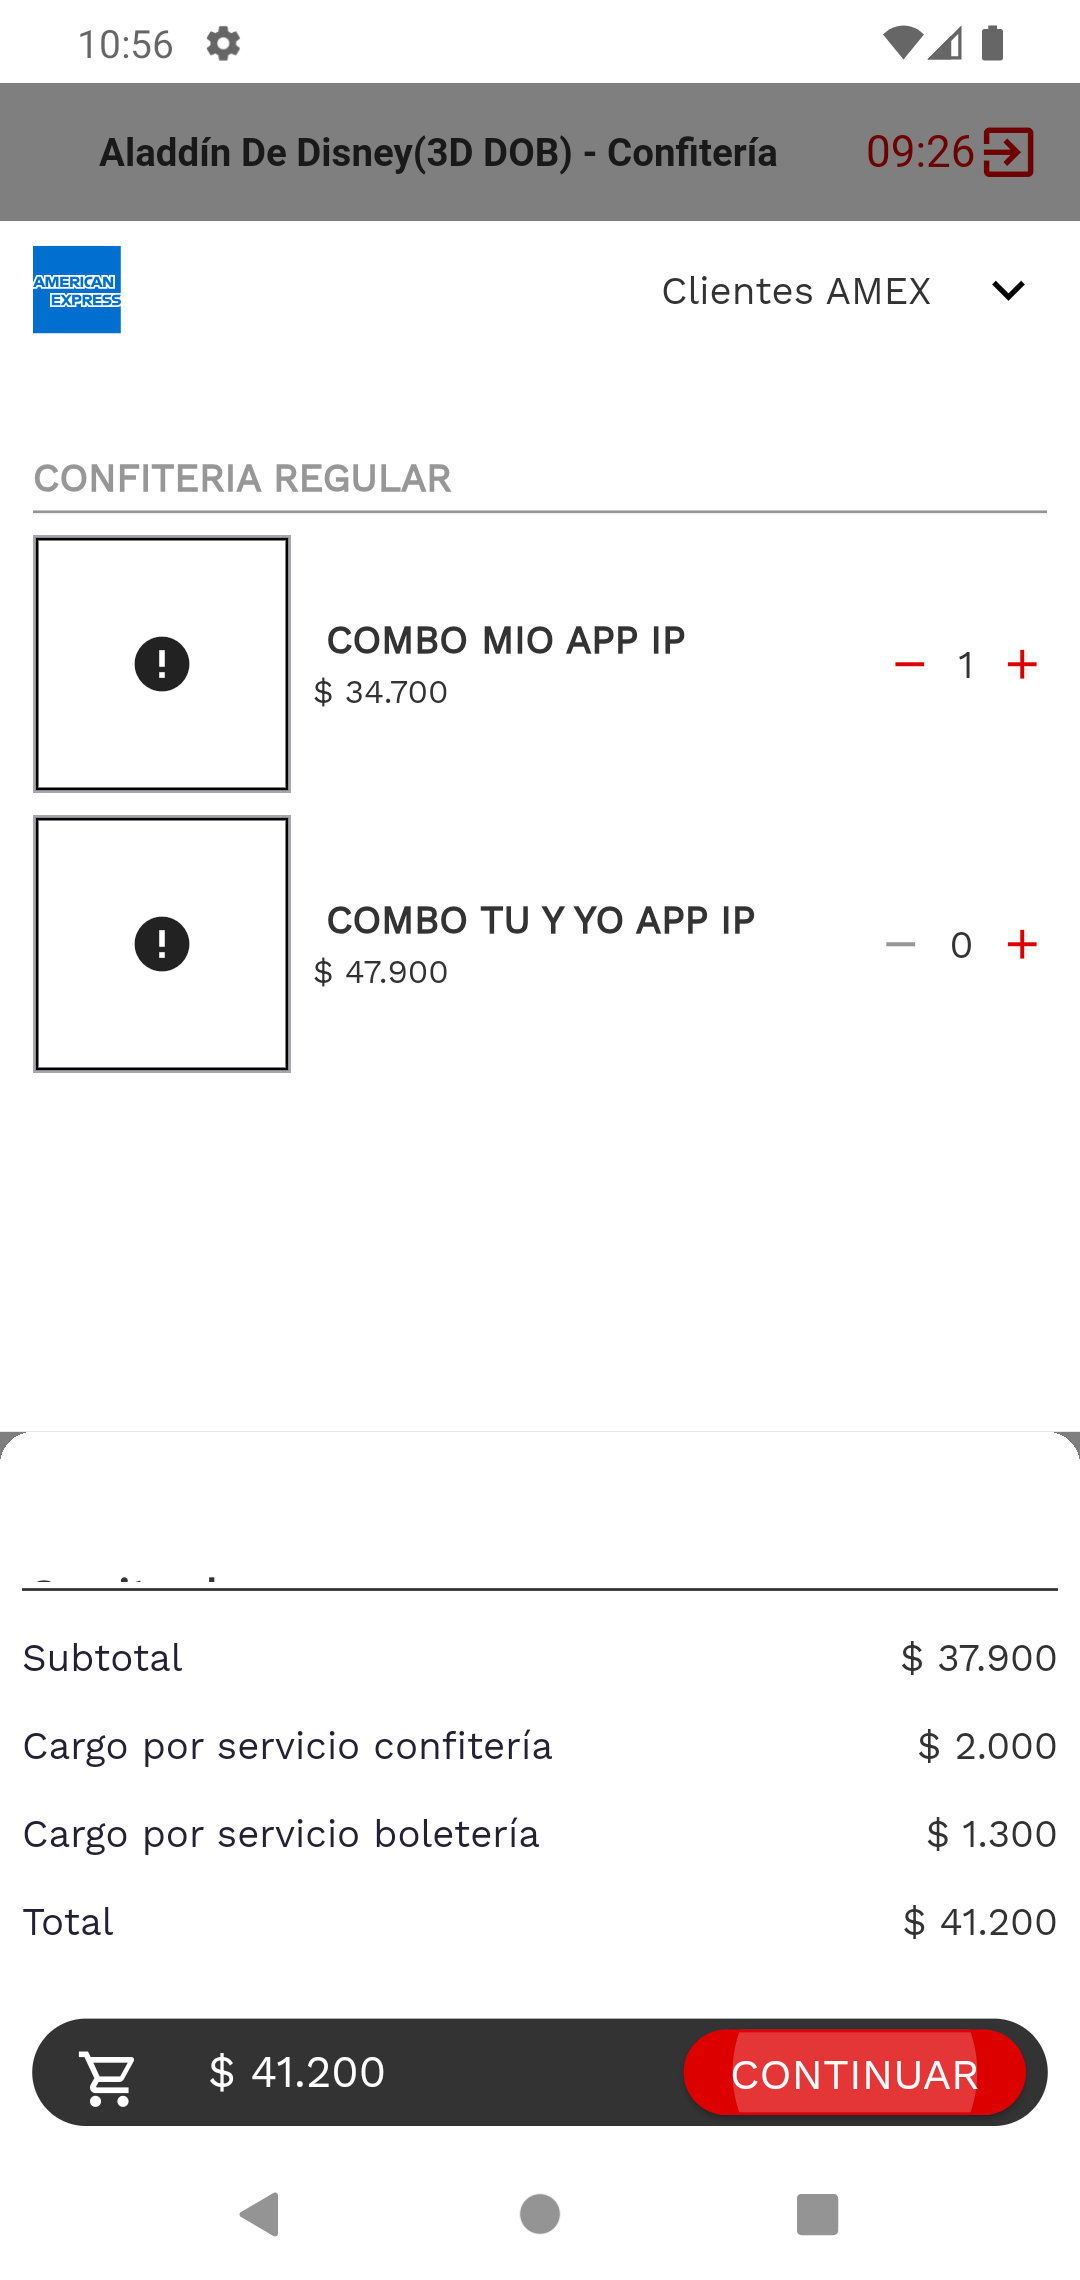 10:56
Aladdín De Disney(3D DOB) - Confitería
09:26
AMERICAN
EXPRESS
Clientes AMEX
CONFITERIA REGULAR
COMBO MIO APP IP
$ 34.700
1
COMBO TU Y YO APP IP
$ 47.900
0
Subtotal
$ 37.900
Cargo por servicio confitería
$ 2.000
Cargo por servicio boletería
$ 1.300
Total
$ 41.200
$ 41.200
CONTINUAR